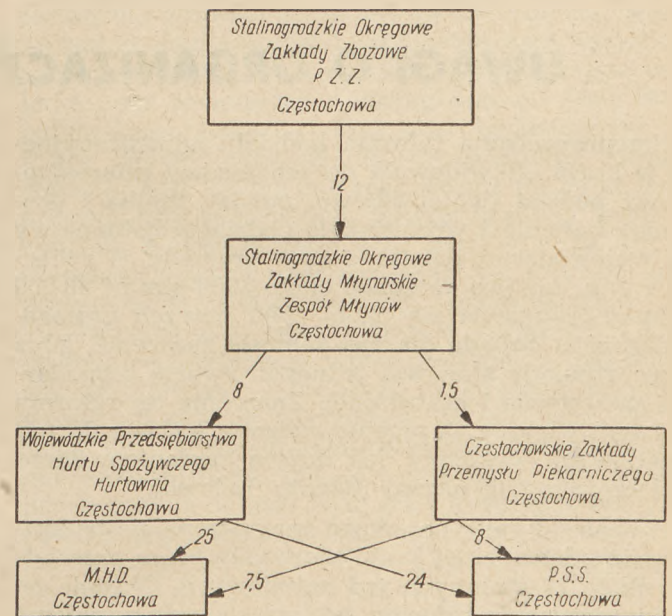 Stalinogrodzkie Okręgowe
Zakłady Zbożowe
P.Z.Z.
Częstochowa
12
Stalinogrodzkie Okręgowe
Zakłady Młynarskie
Zespół Młynów
Częstochowa
8
1,5
Wojewódzkie Przedsiębiorstwo
Hurtu Spożywczego
Hurtownia
Częstochowa
Częstochowskie Zakłady
Przemysłu Piekarniczego
Częstochowa
25
7,5
24
8
M.H.D.
Częstochowa
P.S.S.
Częstochowa